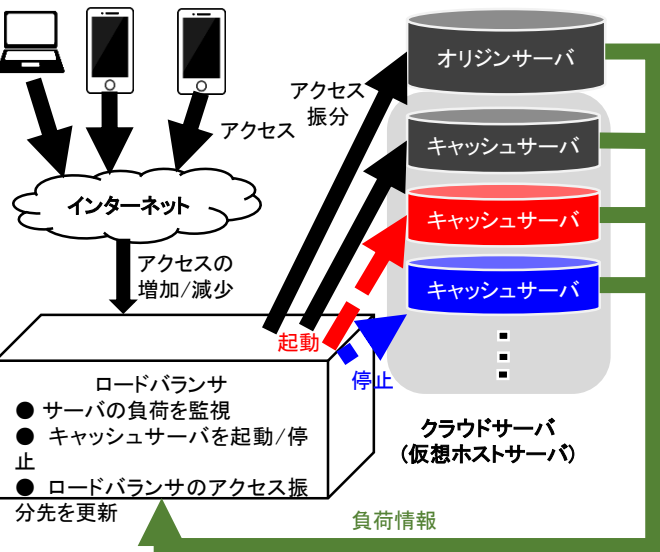 オリジンサーバ
アクセス
振分
アクセス
キャッシュサーバ
インターネット
キャッシュサーバ
アクセスの
増加/減少
キャッシュサーバ
起動
停止
ロードバランサ
● サーバの負荷を監視
● キャッシュサーバを起動/停
止
● ロードバランサのアクセス振
分先を更新
クラウドサーバ
(仮想ホストサーバ)
負荷情報